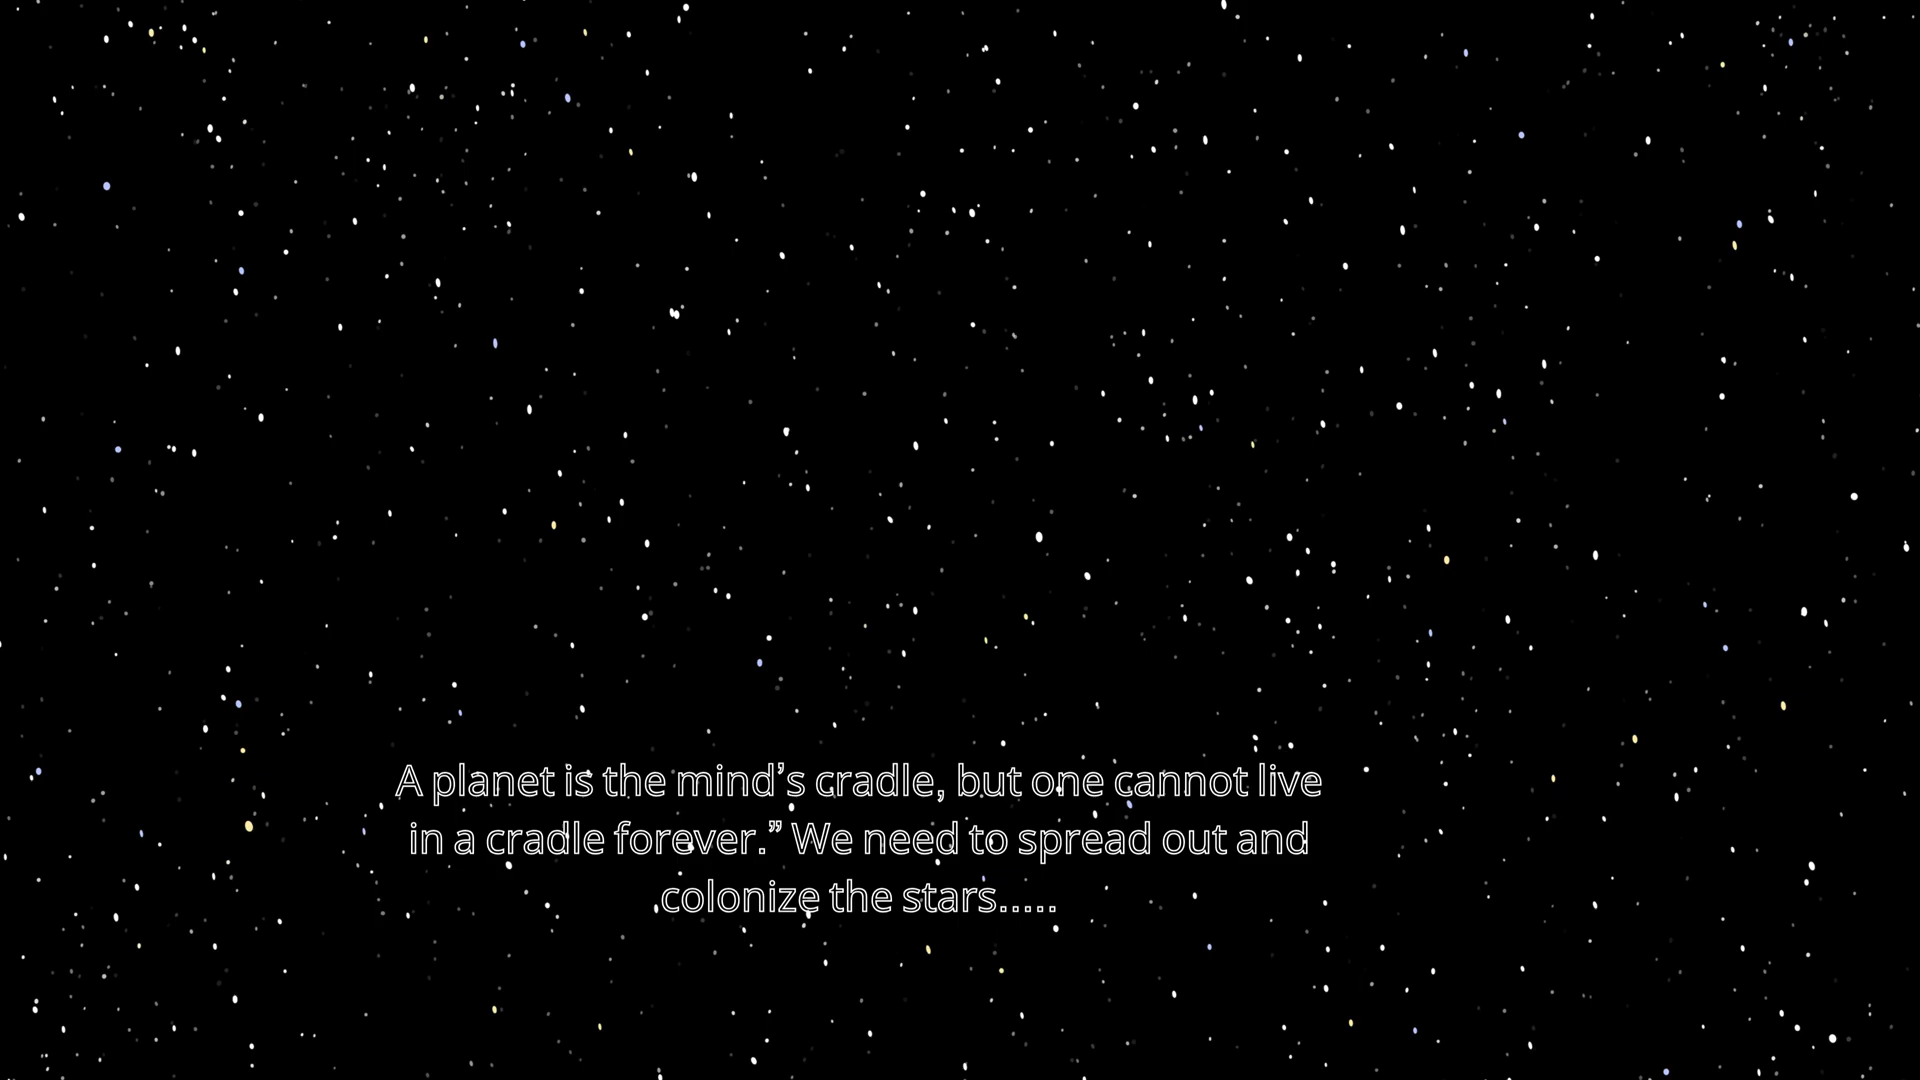 A planet is the mind’s cradle, but one cannot live
in a cradle forever.” We need to spread out and
colonize the stars.....